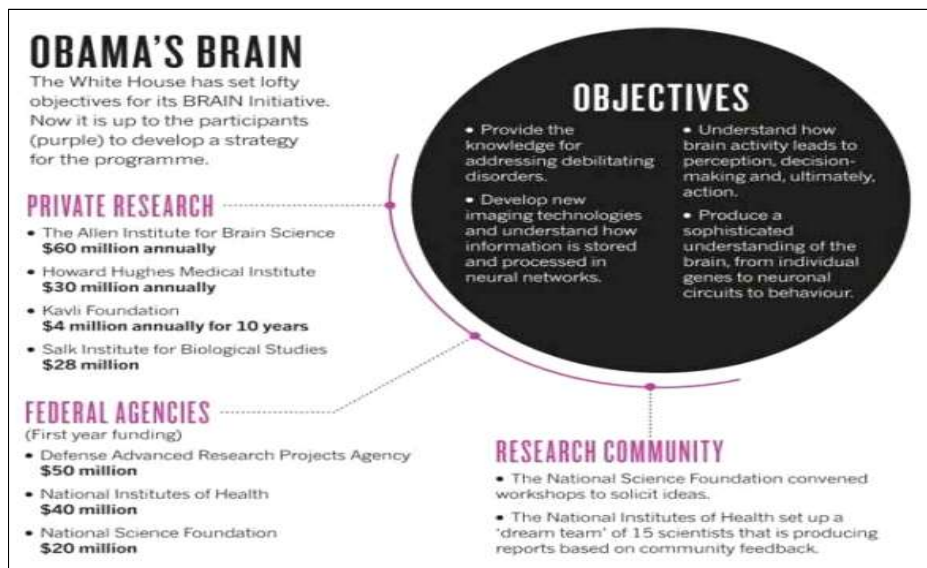 OBAMA'S BRAIN
The White House has set lofty
objectives for its BRAIN Initiative.
Now it is up to the participants
(purple) to develop a strategy
for the programme.
PRIVATE RESEARCH
• The Allen Institute for Brain Science
$60 million annually
• Howard Hughes Medical Institute
$30 million annually
• Kavli Foundation
$4 million annually for 10 years
• Salk Institute for Biological Studies
$28 million
FEDERAL AGENCIES
(First year funding)
• Defense Advanced Research Projects Agency
$50 million
• National Institutes of Health
$40 million
• National Science Foundation
$20 million
OBJECTIVES
• Provide the
knowledge for
addressing debilitating
disorders.
• Develop new
imaging technologies
and understand how
information is stored
and processed in
neural networks.
• Understand how
brain activity leads to
perception, decision-
making and, ultimately,
action.
• Produce a
sophisticated
understanding of the
brain, from individual
genes to neuronal
circuits to behaviour.
RESEARCH COMMUNITY
• The National Science Foundation convened
workshops to solicit ideas.
• The National Institutes of Health set up a
'dream team' of 15 scientists that is producing
reports based on community feedback.